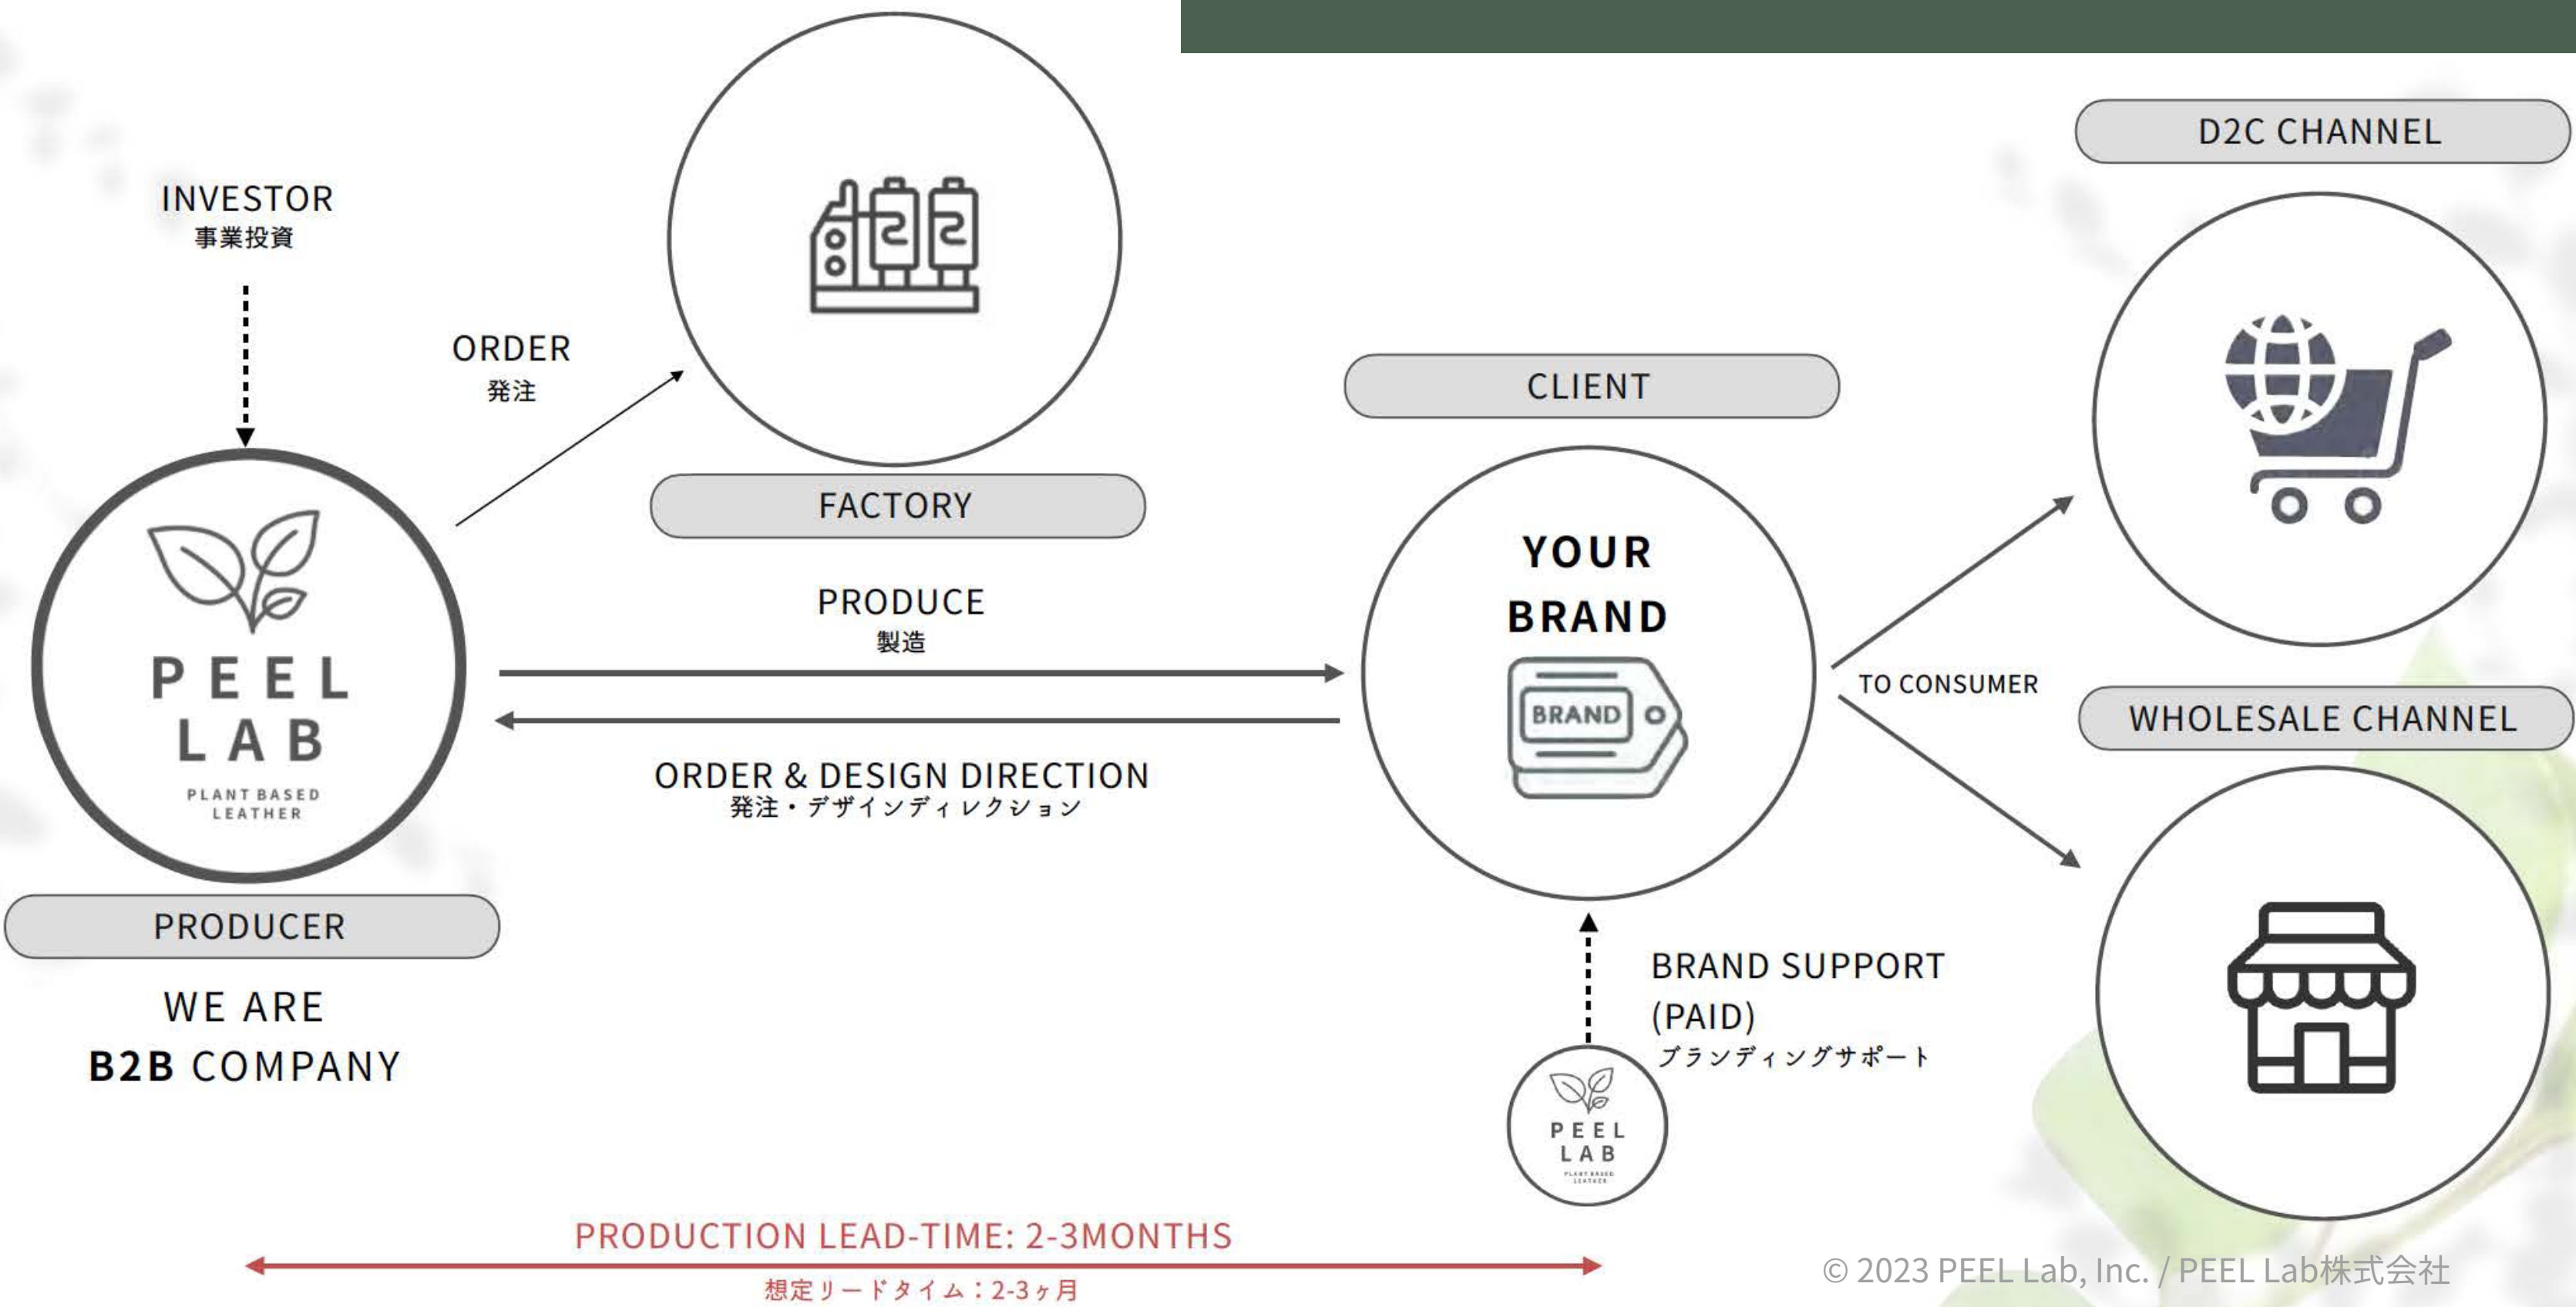 INVESTOR
事業投資
ORDER
発注
FACTORY
PEEL
LAB
PLANT BASED
LEATHER
PRODUCER
WE ARE
B2B COMPANY
PRODUCE
製造
ORDER & DESIGN DIRECTION
発注・デザインディレクション
CLIENT
YOUR
BRAND
BRAND
BRAND SUPPORT
(PAID)
ブランディングサポート
PEEL
LAB
PLANT BASED
LEATHER
TO CONSUMER
D2C CHANNEL
WHOLESALE CHANNEL
PRODUCTION LEAD-TIME: 2-3MONTHS
想定リードタイム：2-3ヶ月
© 2023 PEEL Lab, Inc. / PEEL Lab株式会社